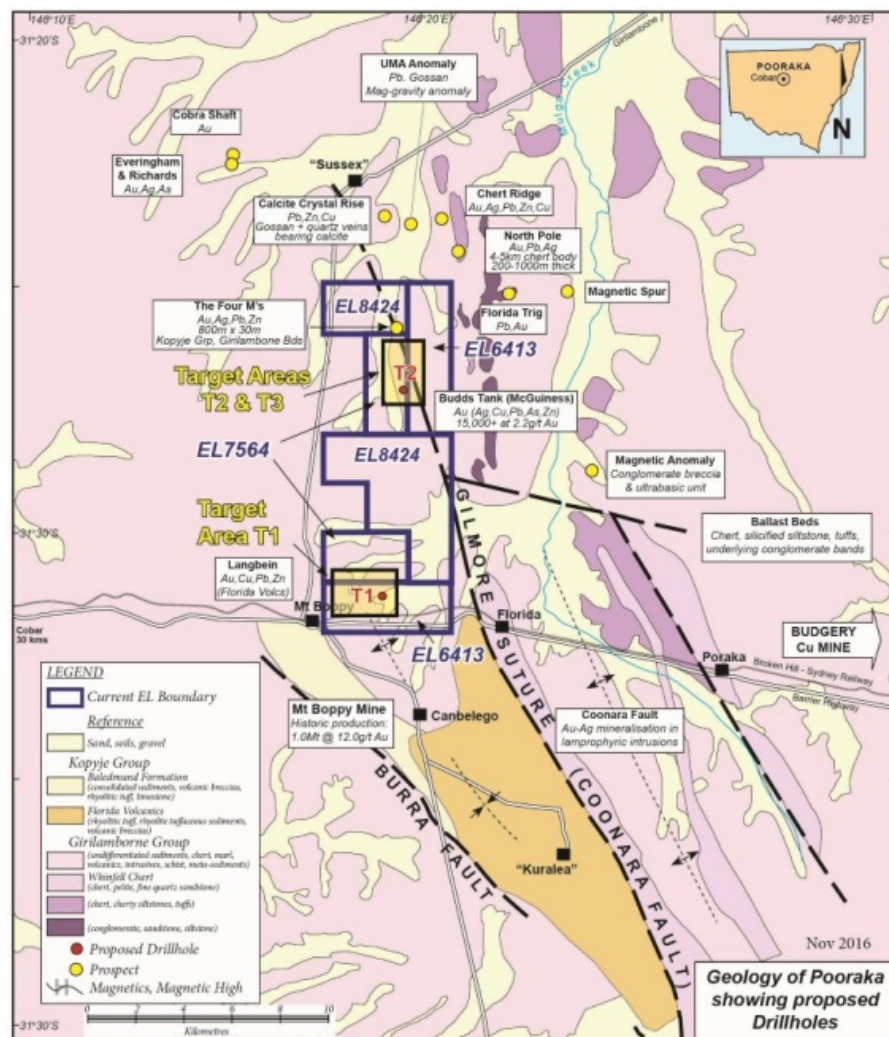 146°10'E
146°20'E
146°30'E
31°20'S
Girilambone
Mulga Creek
POORAKA
Cobar
N
UMA Anomaly
Pb. Gossan
Mag-gravity anomaly
Cobra Shaft
Au
Everingham
& Richards
Au,Ag,As
"Sussex"
Calcite Crystal Rise
Pb,Zn,Cu
Gossan + quartz veins
bearing calcite
Chert Ridge
Au,Ag,Pb,Zn,Cu
North Pole
Au,Pb,Ag
4-5km chert body
200-1000m thick
Magnetic Spur
Florida Trig
Pb,Au
The Four M's
Au,Ag,Pb,Zn
800m x 30m
Kopyje Grp, Girilambone Bds
EL8424
EL6413
Target Areas
T2 & T3
T2
Budds Tank (McGuiness)
Au (Ag,Cu,Pb,As,Zn)
15,000+ at 2.2g/t Au
EL7564
EL8424
Magnetic Anomaly
Conglomerate breccia
& ultrabasic unit
31°30'S
Target
Area T1
Ballast Beds
Chert, silicified siltstone, tuffs,
underlying conglomerate bands
Langbein
Au,Cu,Pb,Zn
(Florida Volcs)
T1
Mt Boppy
Florida
Cobar
30 kms
EL6413
BUDGERY
Cu MINE
Poraka
Broken Hill - Sydney Railway
Barrier Highway
GILMORE SUTURE (COONARA FAULT)
Mt Boppy Mine
Historic production:
1.0Mt @ 12.0g/t Au
Canbelego
Coonara Fault
Au-Ag mineralisation in
lamprophyric intrusions
BURRA FAULT
"Kuralea"
LEGEND
Current EL Boundary
Reference
Sand, soils, gravel
Kopyje Group
Baledmund Formation
(consolidated sediments, volcanic breccias,
rhyolitic tuff, limestone)
Florida Volcanics
(rhyolitic tuff, rhyolite tuffaceous sediments,
volcanic breccias)
Girilamborne Group
(undifferentiated sediments, chert, marl,
volcanics, intrusives, schist, meta-sediments)
Whinfell Chert
(chert, pelite, fine quartz sandstone)
(chert, cherty siltstones, tuffs)
(conglomerate, sandstone, siltstone)
Proposed Drillhole
Prospect
Magnetics, Magnetic High
0 2 4 6 8 10
Kilometres
31°30'S
Nov 2016
Geology of Pooraka
showing proposed
Drillholes